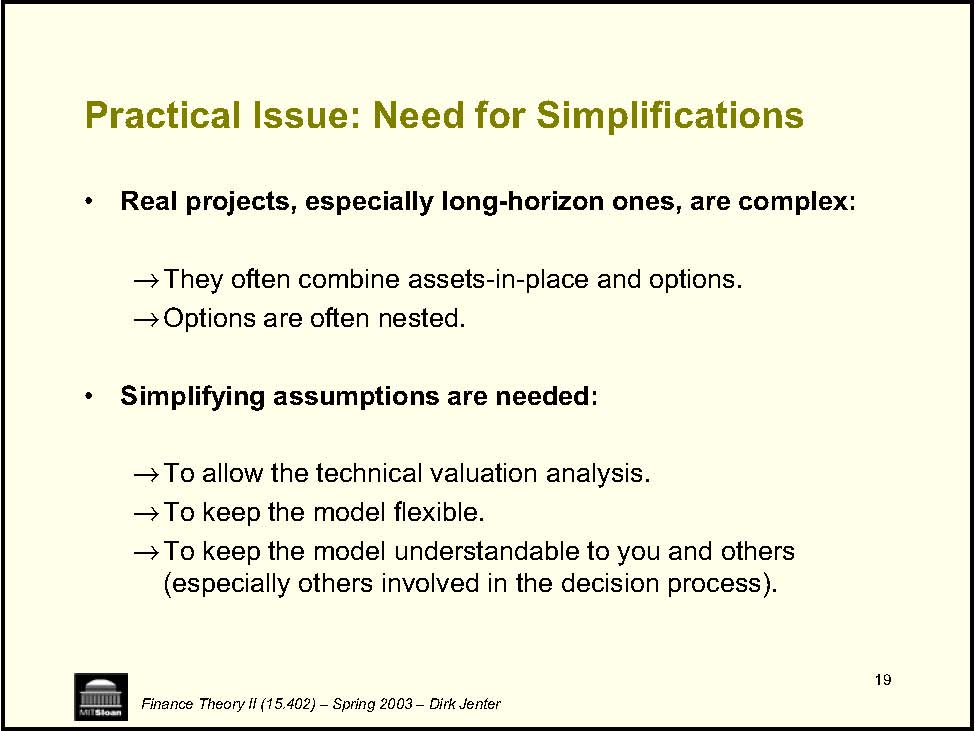 Practical Issue: Need for Simplifications
• Real projects, especially long-horizon ones, are complex:
→They often combine assets-in-place and options.
→Options are often nested.
• Simplifying assumptions are needed:
→To allow the technical valuation analysis.
→To keep the model flexible.
→To keep the model understandable to you and others
(especially others involved in the decision process).
19
MITSloan
Finance Theory II (15.402) – Spring 2003 – Dirk Jenter